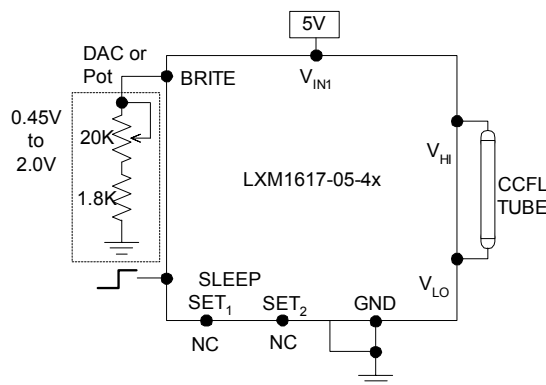 5V
DAC or
Pot
BRITE
V_IN1
0.45V
to
2.0V
20K
1.8K
LXM1617-05-4x
V_HI
CCFL
TUBE
V_LO
SLEEP
SET_1
SET_2
GND
NC
NC